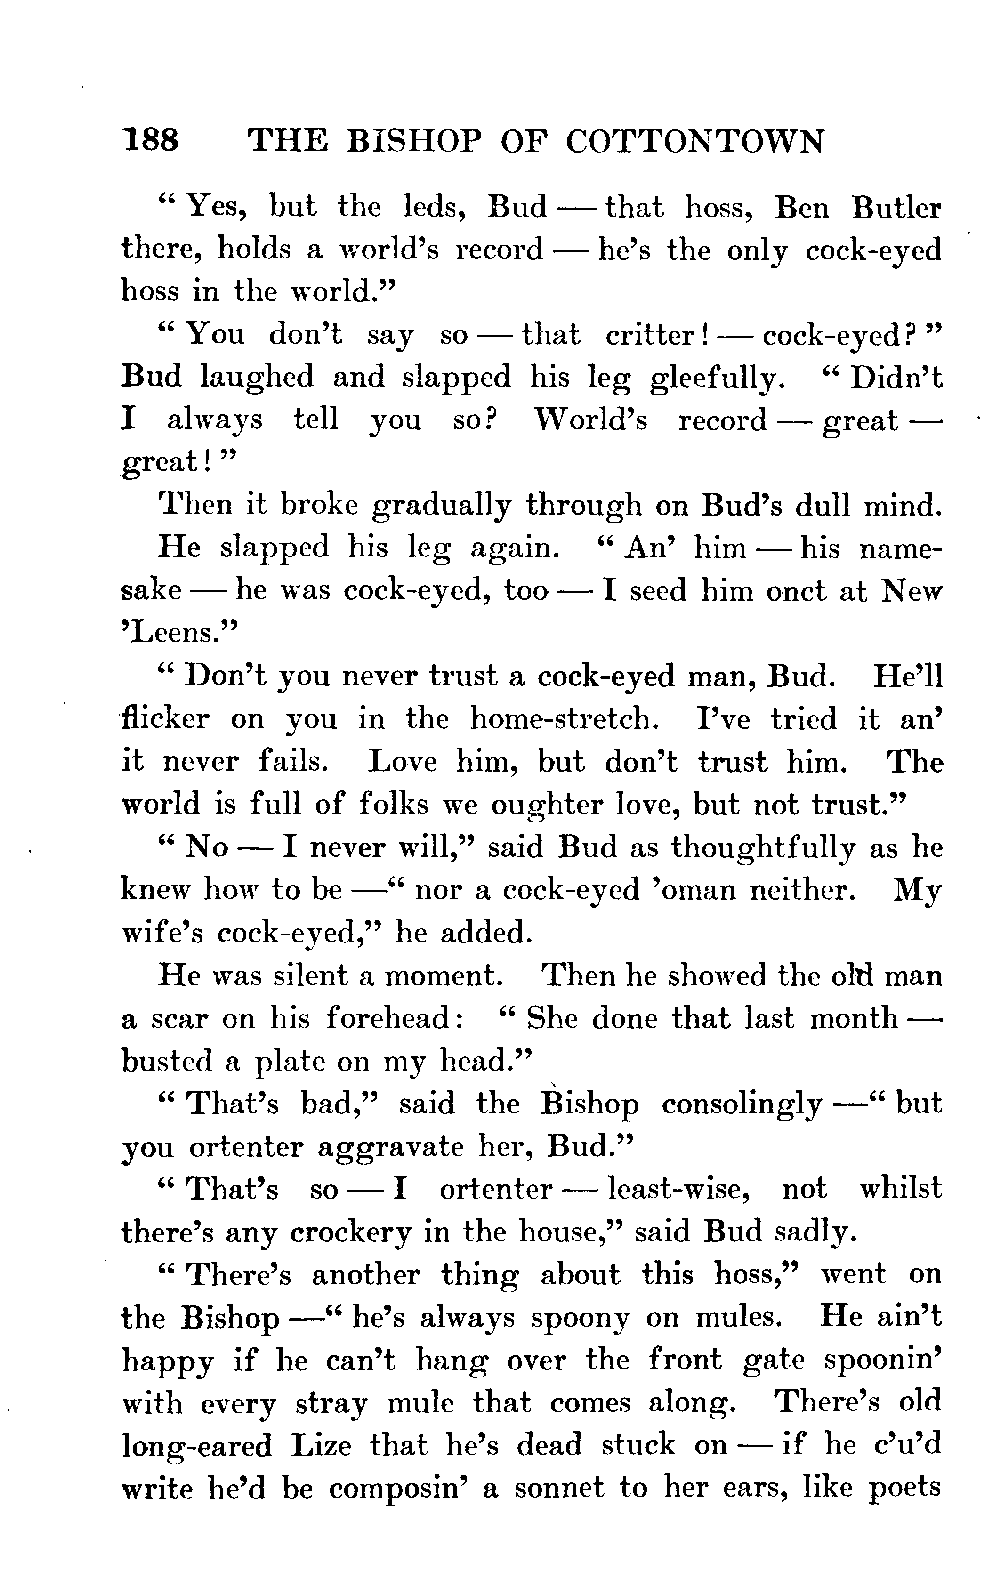 188 THE BISHOP OF COTTONTOWN
“ Yes, but the leds, Bud — that hoss, Ben Butler
there, holds a world’s record — he’s the only cock-eyed
hoss in the world.”
“ You don’t say so — that critter! — cock-eyed? ”
Bud laughed and slapped his leg gleefully. “ Didn’t
I always tell you so? World’s record — great —
great! ”
Then it broke gradually through on Bud’s dull mind.
He slapped his leg again. “ An’ him — his name-
sake — he was cock-eyed, too — I seed him onct at New
’Leens.”
“ Don’t you never trust a cock-eyed man, Bud. He’ll
flicker on you in the home-stretch. I’ve tried it an’
it never fails. Love him, but don’t trust him. The
world is full of folks we oughter love, but not trust.”
“ No — I never will,” said Bud as thoughtfully as he
knew how to be —“ nor a cock-eyed ’oman neither. My
wife’s cock-eyed,” he added.
He was silent a moment. Then he showed the old man
a scar on his forehead: “ She done that last month —
busted a plate on my head.”
“ That’s bad,” said the Bishop consolingly —“ but
you ortenter aggravate her, Bud.”
“ That’s so — I ortenter — least-wise, not whilst
there’s any crockery in the house,” said Bud sadly.
“ There’s another thing about this hoss,” went on
the Bishop —“ he’s always spoony on mules. He ain’t
happy if he can’t hang over the front gate spoonin’
with every stray mule that comes along. There’s old
long-eared Lize that he’s dead stuck on — if he c’u’d
write he’d be composin’ a sonnet to her ears, like poets